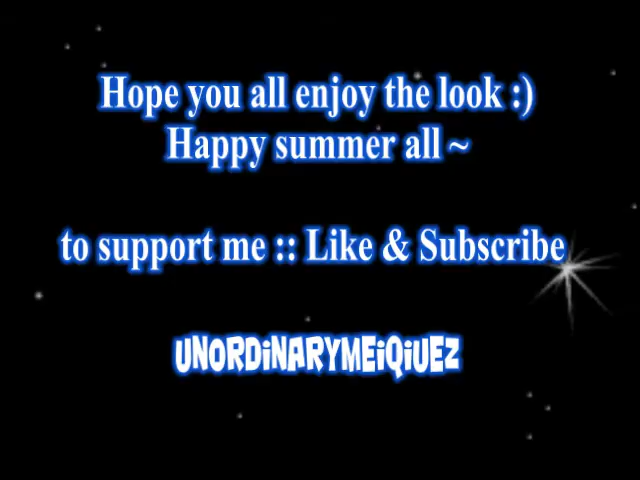 Hope you all enjoy the look :)
Happy summer all ~
to support me :: Like & Subscribe
UNORDiNARYMEiQiUEZ